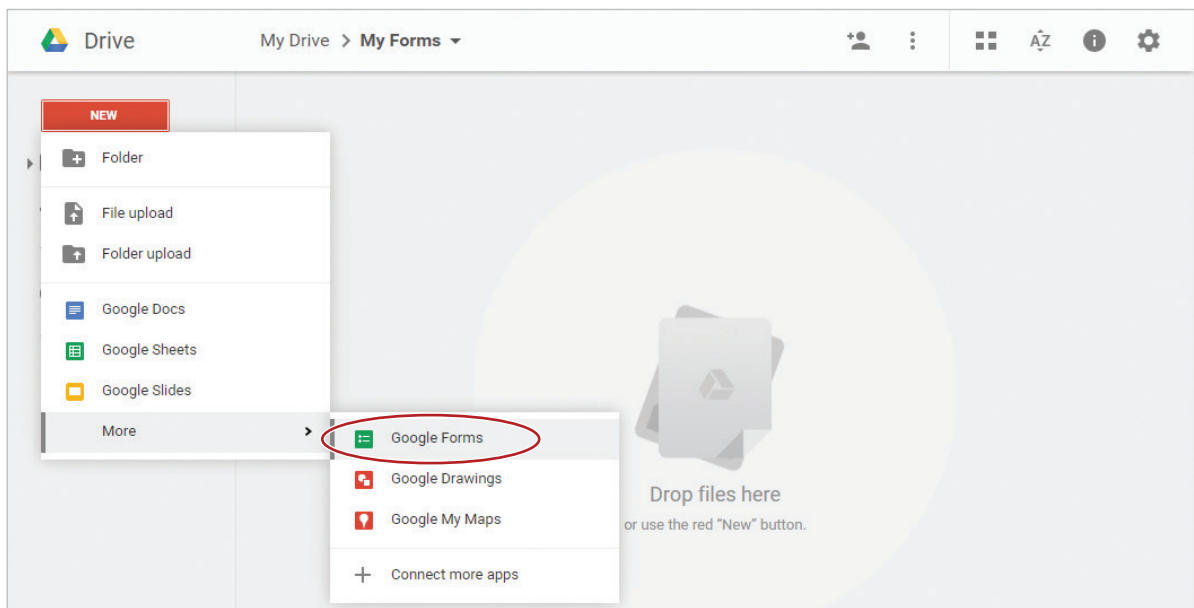 Drive
My Drive > My Forms
AZ
NEW
Folder
File upload
Folder upload
Google Docs
Google Sheets
Google Slides
More
Google Forms
Google Drawings
Google My Maps
Connect more apps
Drop files here
or use the red "New" button.